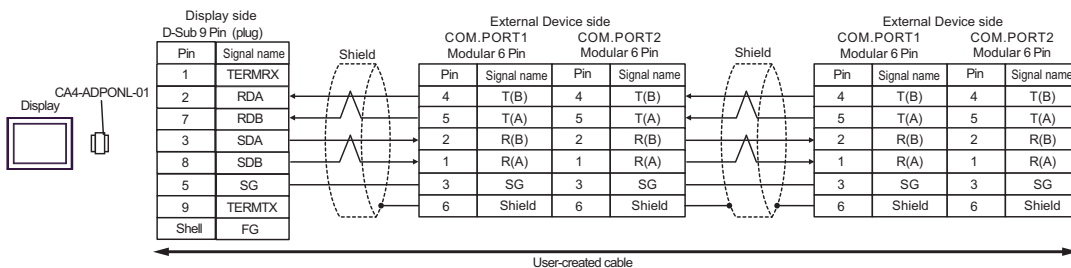 Display side
D-Sub 9 Pin (plug)
External Device side
COM.PORT1 COM.PORT2
Modular 6 Pin Modular 6 Pin
External Device side
COM.PORT1 COM.PORT2
Modular 6 Pin Modular 6 Pin
Display
CA4-ADPONL-01
Shield
Shield
Pin Signal name
1 TERMRX
2 RDA
7 RDB
3 SDA
8 SDB
5 SG
9 TERMTX
Shell FG
Pin Signal name Pin Signal name
4 T(B) 4 T(B)
5 T(A) 5 T(A)
2 R(B) 2 R(B)
1 R(A) 1 R(A)
3 SG 3 SG
6 Shield 6 Shield
Pin Signal name Pin Signal name
4 T(B) 4 T(B)
5 T(A) 5 T(A)
2 R(B) 2 R(B)
1 R(A) 1 R(A)
3 SG 3 SG
6 Shield 6 Shield
User-created cable